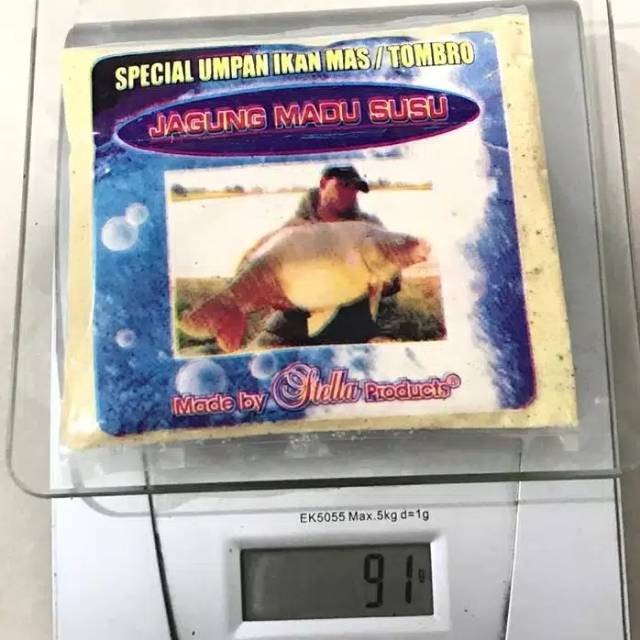 SPECIAL UMPAN IKAN MAS / TOMBRO
JAGUNG MADU SUSU
Made by Stella Products®
EK5055 Max.5kg d=1g
91g